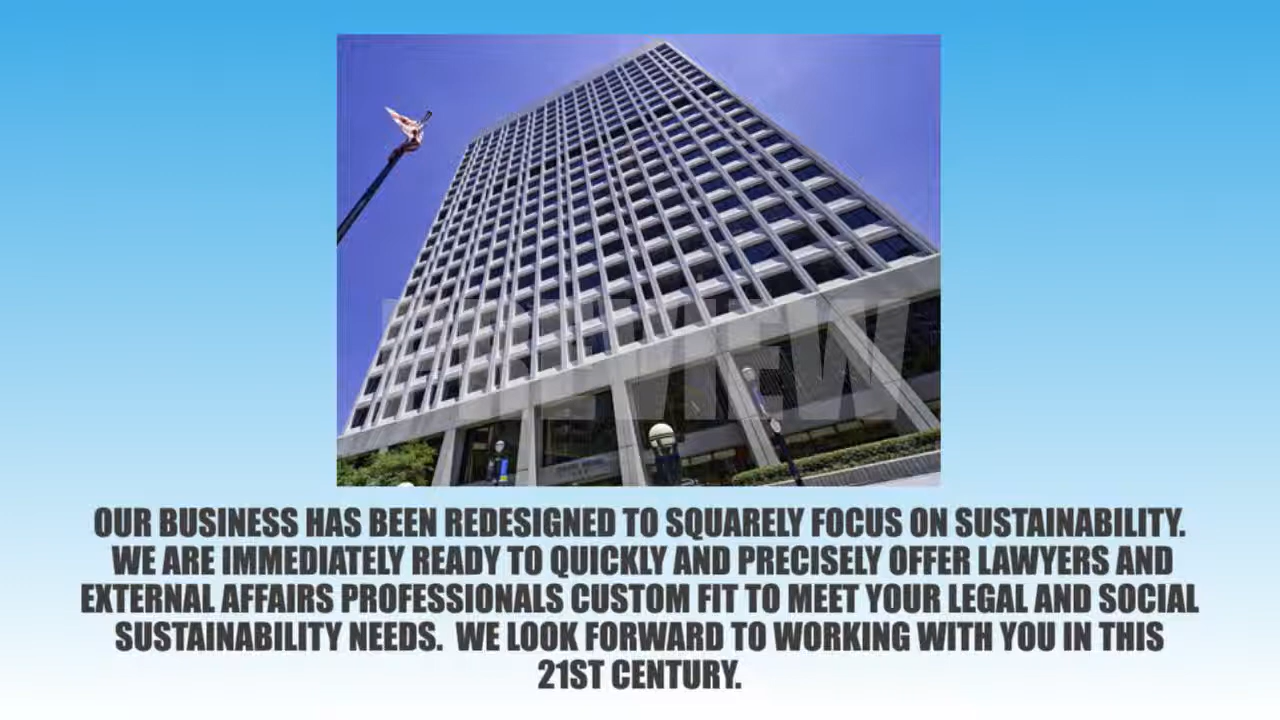 PREVIEW
OUR BUSINESS HAS BEEN REDESIGNED TO SQUARELY FOCUS ON SUSTAINABILITY.
WE ARE IMMEDIATELY READY TO QUICKLY AND PRECISELY OFFER LAWYERS AND
EXTERNAL AFFAIRS PROFESSIONALS CUSTOM FIT TO MEET YOUR LEGAL AND SOCIAL
SUSTAINABILITY NEEDS.  WE LOOK FORWARD TO WORKING WITH YOU IN THIS
21ST CENTURY.